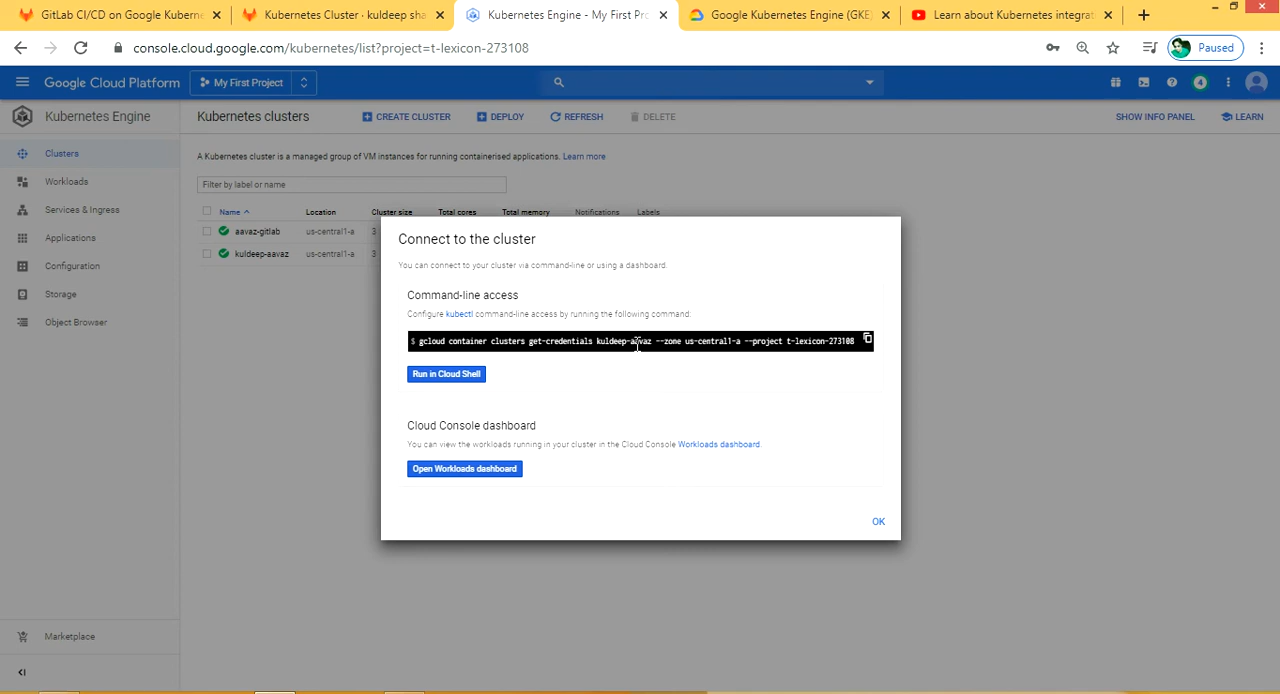 GitLab CI/CD on Google Kuberne
Kubernetes Cluster · kuldeep sha
Kubernetes Engine - My First Pro
Google Kubernetes Engine (GKE)
Learn about Kubernetes integrat
console.cloud.google.com/kubernetes/list?project=t-lexicon-273108
Paused
Google Cloud Platform
My First Project
4
Kubernetes Engine
Kubernetes clusters
CREATE CLUSTER
DEPLOY
REFRESH
DELETE
SHOW INFO PANEL
LEARN
Clusters
Workloads
Services & Ingress
Applications
Configuration
Storage
Object Browser
Marketplace
A Kubernetes cluster is a managed group of VM instances for running containerised applications. Learn more
Filter by label or name
Name Location Cluster size Total cores Total memory Notifications Labels
aavaz-gitlab us-central1-a 3
kuldeep-aavaz us-central1-a 3
Connect to the cluster
You can connect to your cluster via command-line or using a dashboard.
Command-line access
Configure kubectl command-line access by running the following command:
$ gcloud container clusters get-credentials kuldeep-aavaz --zone us-central1-a --project t-lexicon-273108
Run in Cloud Shell
Cloud Console dashboard
You can view the workloads running in your cluster in the Cloud Console Workloads dashboard.
Open Workloads dashboard
OK